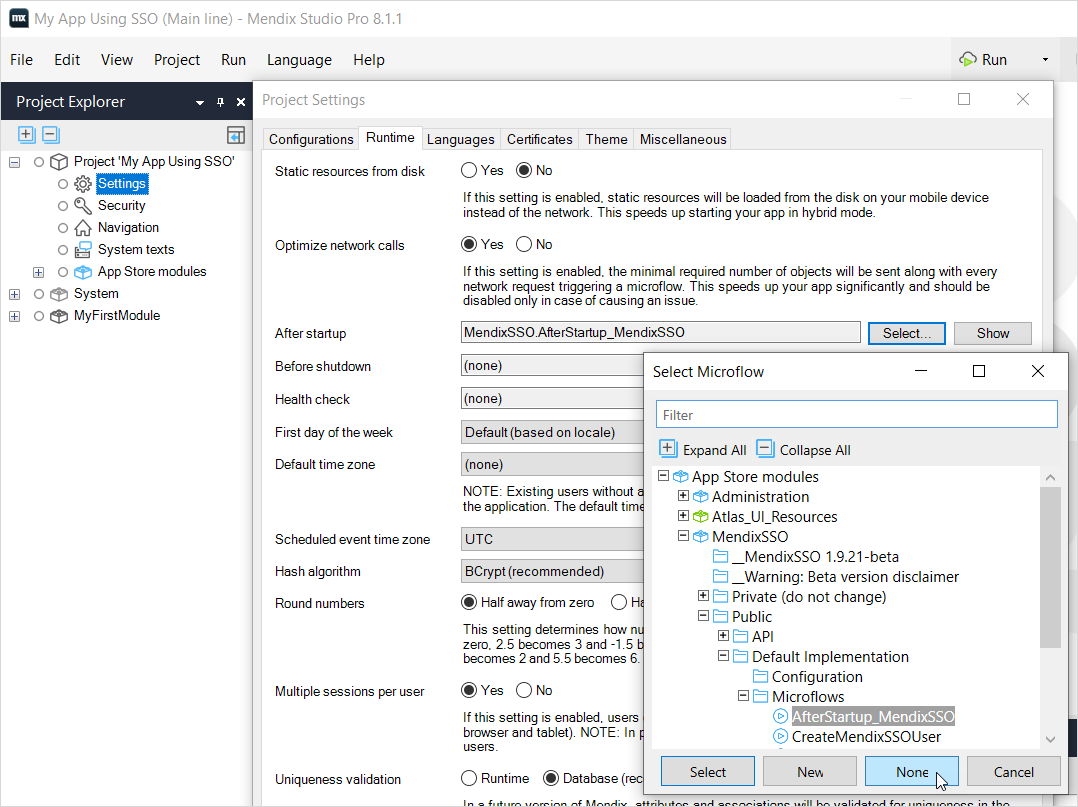 mx My App Using SSO (Main line) - Mendix Studio Pro 8.1.1
File Edit View Project Run Language Help Run
Project Explorer
Project 'My App Using SSO'
Settings
Security
Navigation
System texts
App Store modules
System
MyFirstModule
Project Settings
Configurations Runtime Languages Certificates Theme Miscellaneous
Static resources from disk Yes No
If this setting is enabled, static resources will be loaded from the disk on your mobile device
instead of the network. This speeds up starting your app in hybrid mode.
Optimize network calls Yes No
If this setting is enabled, the minimal required number of objects will be sent along with every
network request triggering a microflow. This speeds up your app significantly and should be
disabled only in case of causing an issue.
After startup MendixSSO.AfterStartup_MendixSSO Select... Show
Before shutdown (none)
Health check (none)
First day of the week Default (based on locale)
Default time zone (none)
NOTE: Existing users without a
the application. The default time
Scheduled event time zone UTC
Hash algorithm BCrypt (recommended)
Round numbers Half away from zero Ha
This setting determines how nu
zero, 2.5 becomes 3 and -1.5 b
becomes 2 and 5.5 becomes 6.
Multiple sessions per user Yes No
If this setting is enabled, users
browser and tablet). NOTE: In p
users.
Uniqueness validation Runtime Database (rec
In a future version of Mendix, attributes and associations will be validated for uniqueness in the
Select Microflow
Filter
Expand All Collapse All
App Store modules
Administration
Atlas_UI_Resources
MendixSSO
__MendixSSO 1.9.21-beta
__Warning: Beta version disclaimer
Private (do not change)
Public
API
Default Implementation
Configuration
Microflows
AfterStartup_MendixSSO
CreateMendixSSOUser
Select New None Cancel